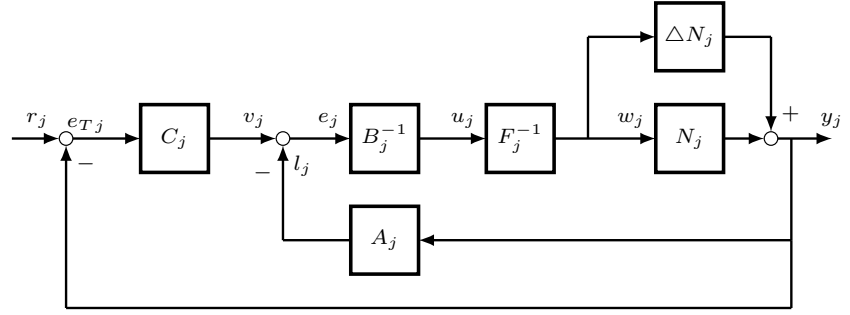 △N_j
r_j
e_{Tj}
C_j
v_j
e_j
B_j^{-1}
u_j
F_j^{-1}
w_j
N_j
+
y_j
−
−
l_j
A_j